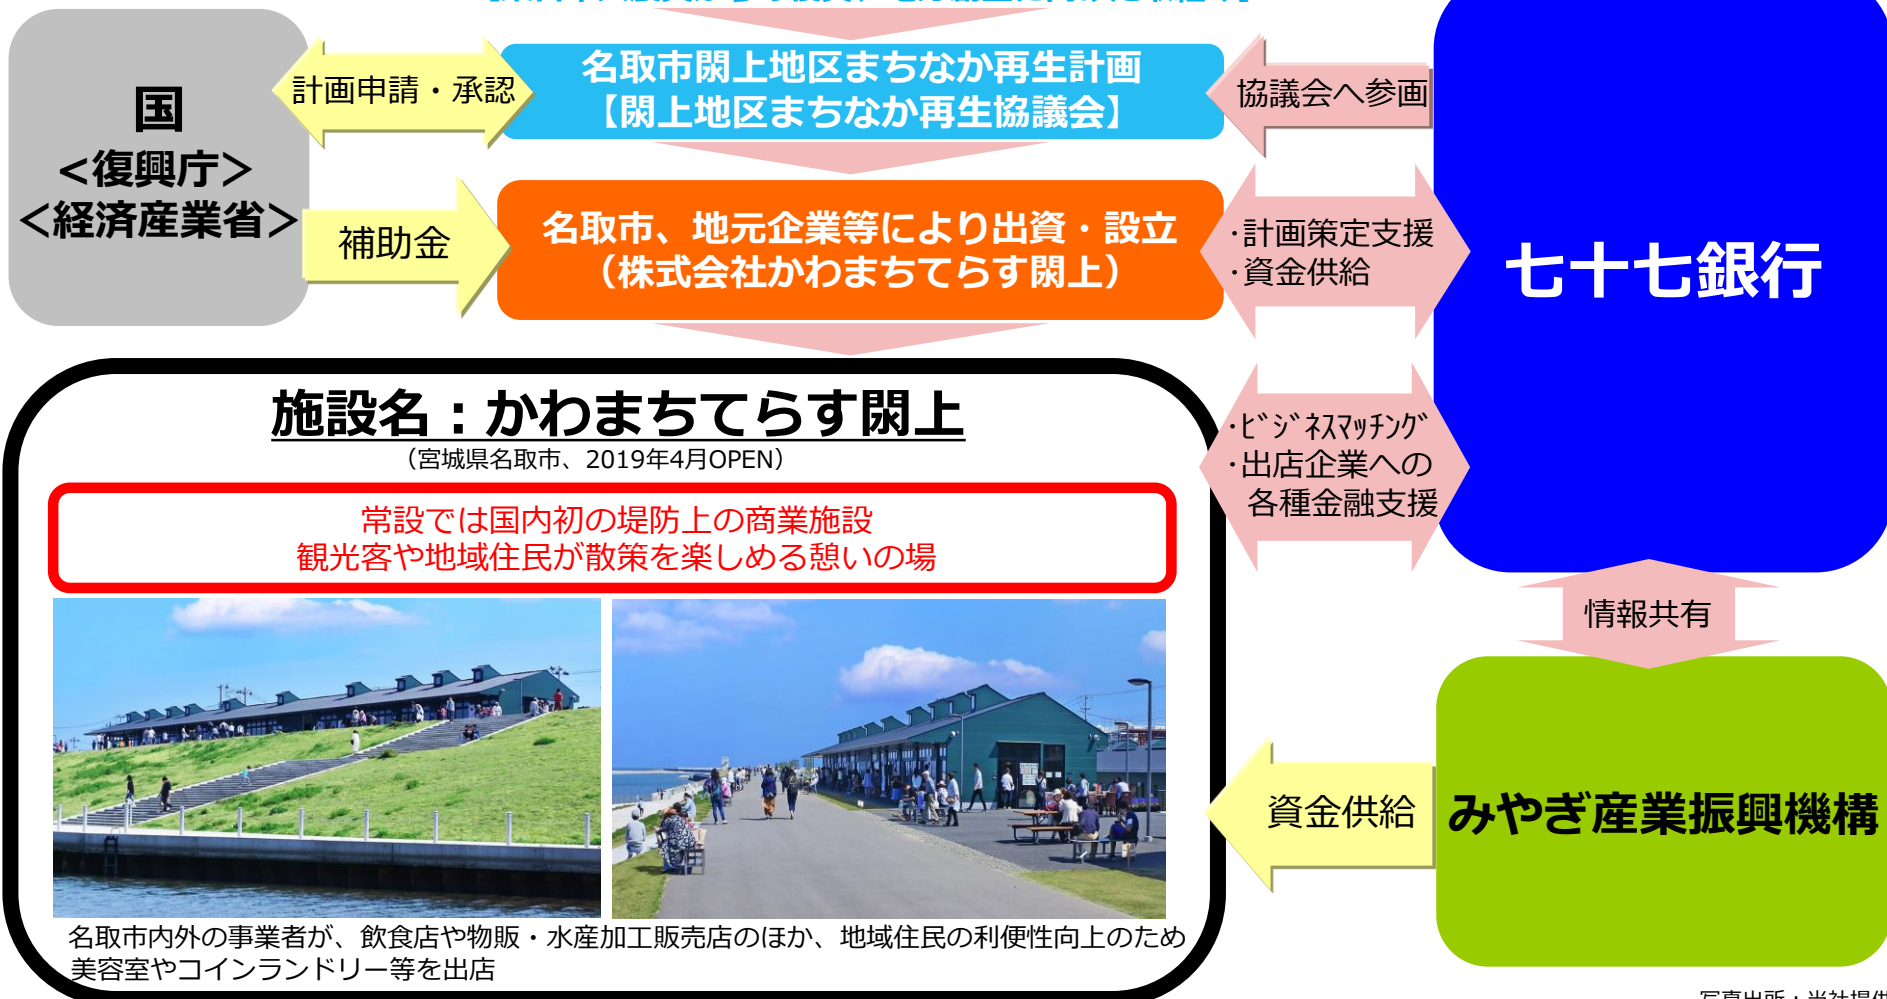 国
<復興庁>
<経済産業省>
計画申請・承認
名取市閖上地区まちなか再生計画
【閖上地区まちなか再生協議会】
協議会へ参画
補助金
名取市、地元企業等により出資・設立
（株式会社かわまちてらす閖上）
・計画策定支援
・資金供給
七十七銀行
施設名：かわまちてらす閖上
（宮城県名取市、2019年4月OPEN）
常設では国内初の堤防上の商業施設
観光客や地域住民が散策を楽しめる憩いの場
・ﾋﾞｼﾞﾈｽﾏｯﾁﾝｸﾞ
・出店企業への
各種金融支援
情報共有
資金供給
みやぎ産業振興機構
名取市内外の事業者が、飲食店や物販・水産加工販売店のほか、地域住民の利便性向上のため
美容室やコインランドリー等を出店